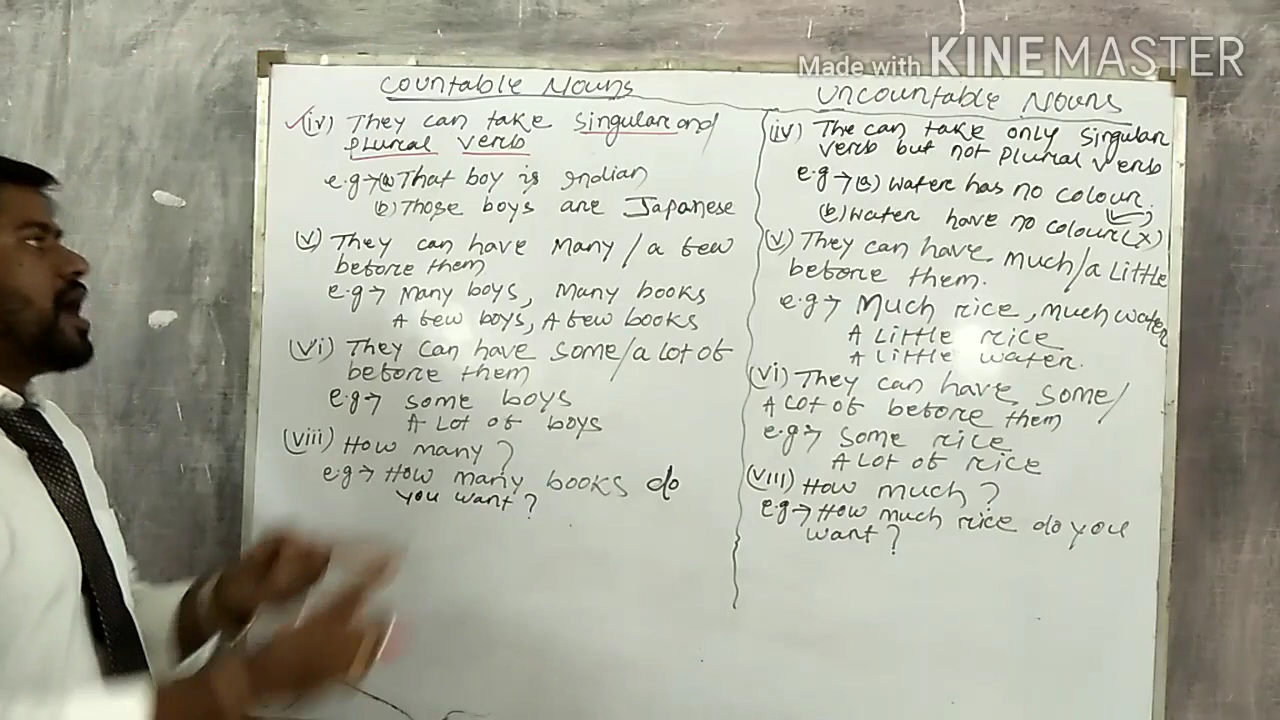 Made with KINEMASTER
Countable Nouns
(iv) They can take singular and
plural verb
e.g→(a) That boy is Indian
(b) Those boys are Japanese
(v) They can have many/a few
before them
e.g→ Many boys, Many books
A few boys, A few books
(vi) They can have some/a lot of
before them
e.g→ some boys
A Lot of boys
(viii) How many?
e.g→ How many books do
you want?
Uncountable Nouns
(iv) The can take only singular
verb but not plural verb
e.g→(a) water has no colour.
(✓)
(b) water have no colour(X)
(v) They can have much/a Little
before them.
e.g→ Much rice, much water
A Little rice
A Little water.
(vi) They can have some/
A Lot of before them
e.g→ some rice
A Lot of rice
(viii) How much?
e.g→ How much rice do you
want?